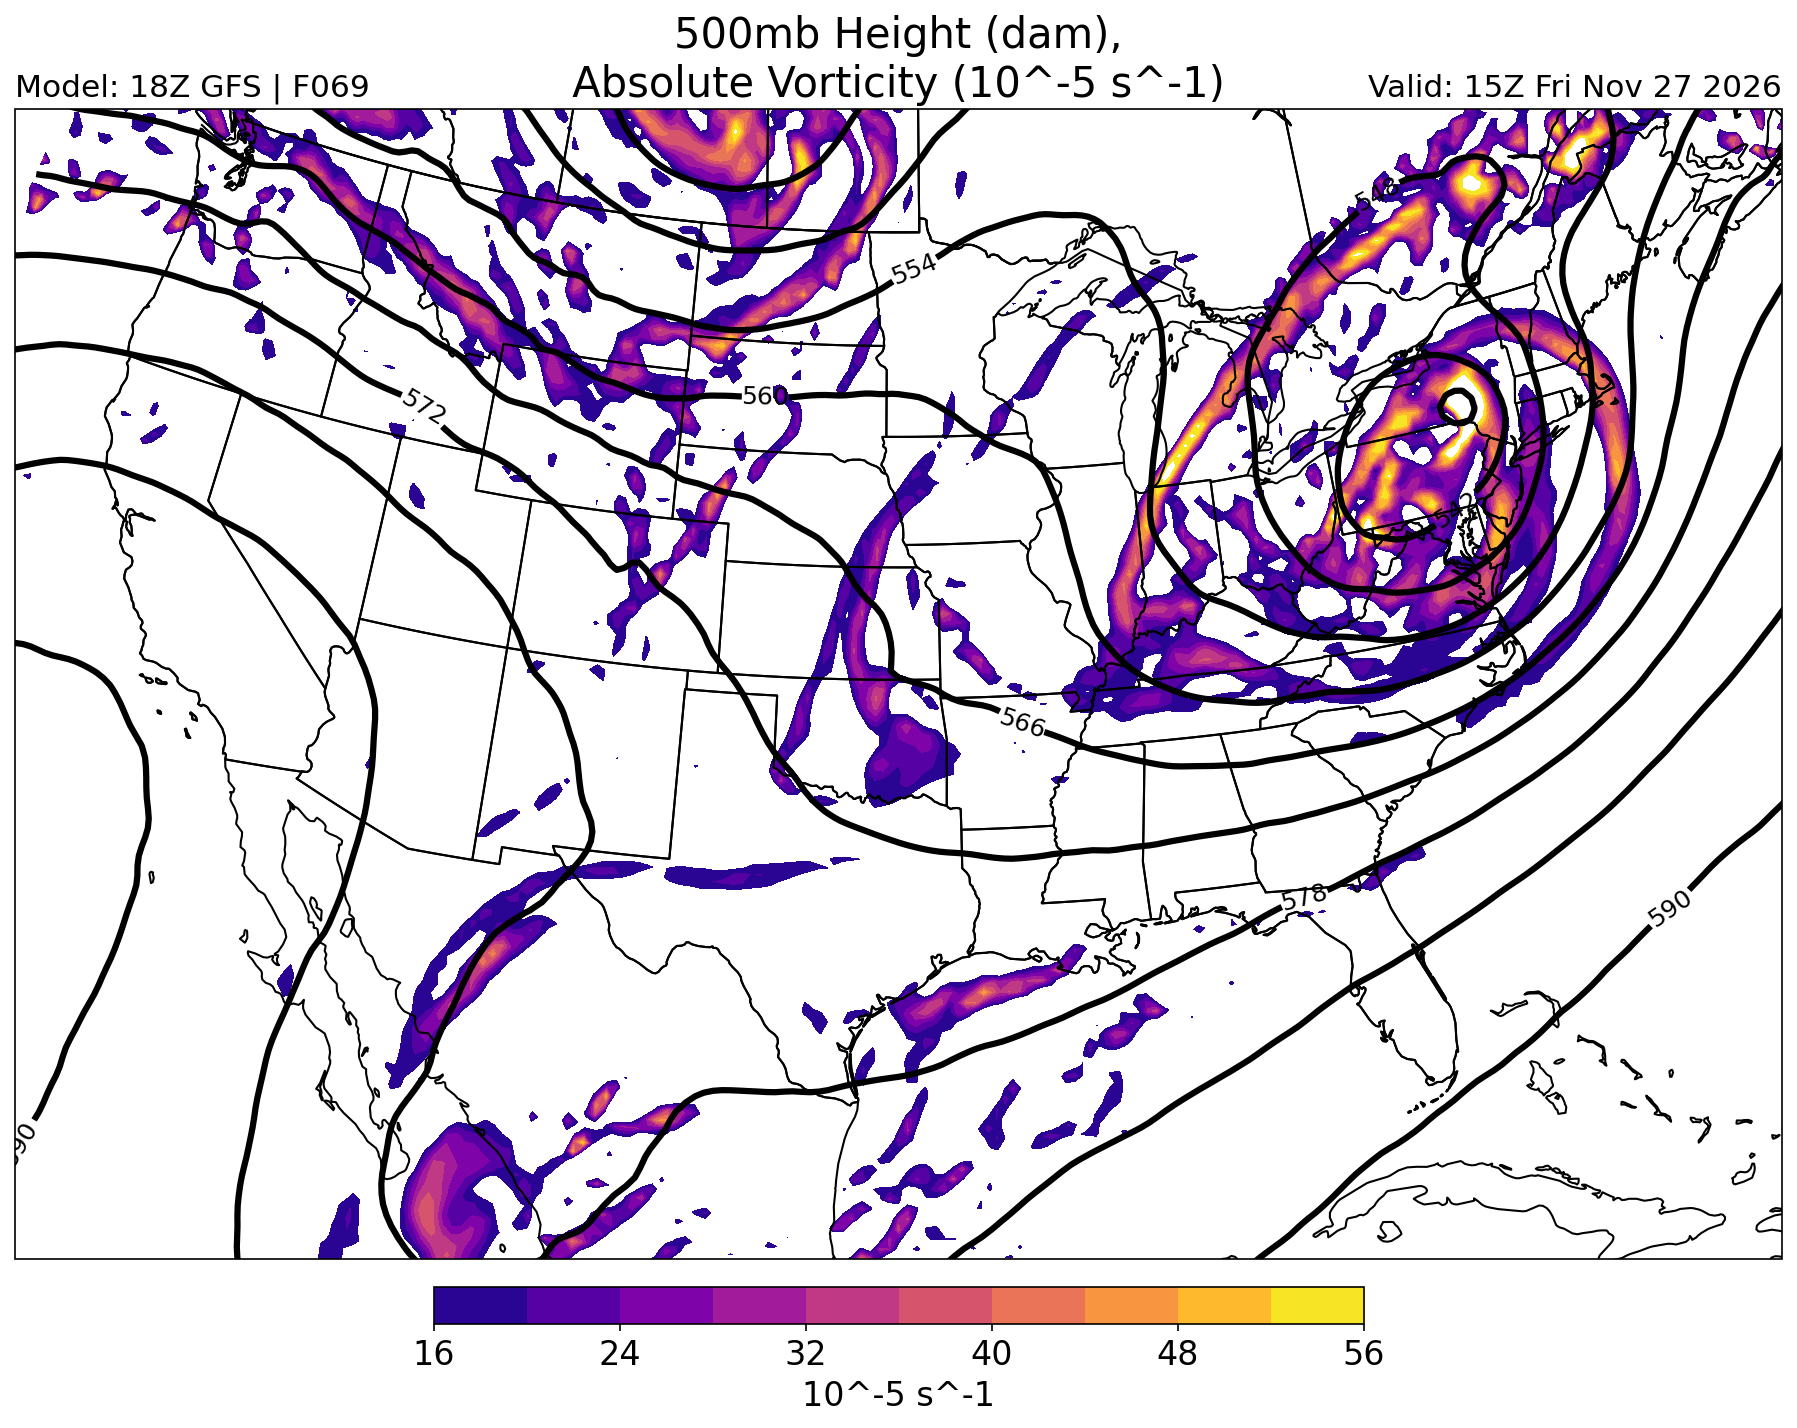 500mb Height (dam),
Absolute Vorticity (10^-5 s^-1)
Model: 18Z GFS | F069
Valid: 15Z Fri Nov 27 2026
548
554
560
572
542
566
578
590
590
16 24 32 40 48 56
10^-5 s^-1